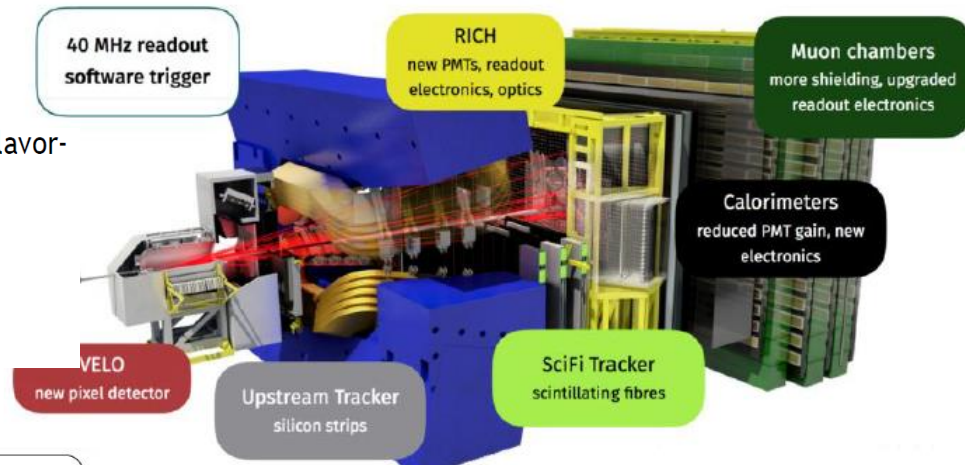 40 MHz readout
software trigger
RICH
new PMTs, readout
electronics, optics
Muon chambers
more shielding, upgraded
readout electronics
lavor-
Calorimeters
reduced PMT gain, new
electronics
VELO
new pixel detector
Upstream Tracker
silicon strips
SciFi Tracker
scintillating fibres